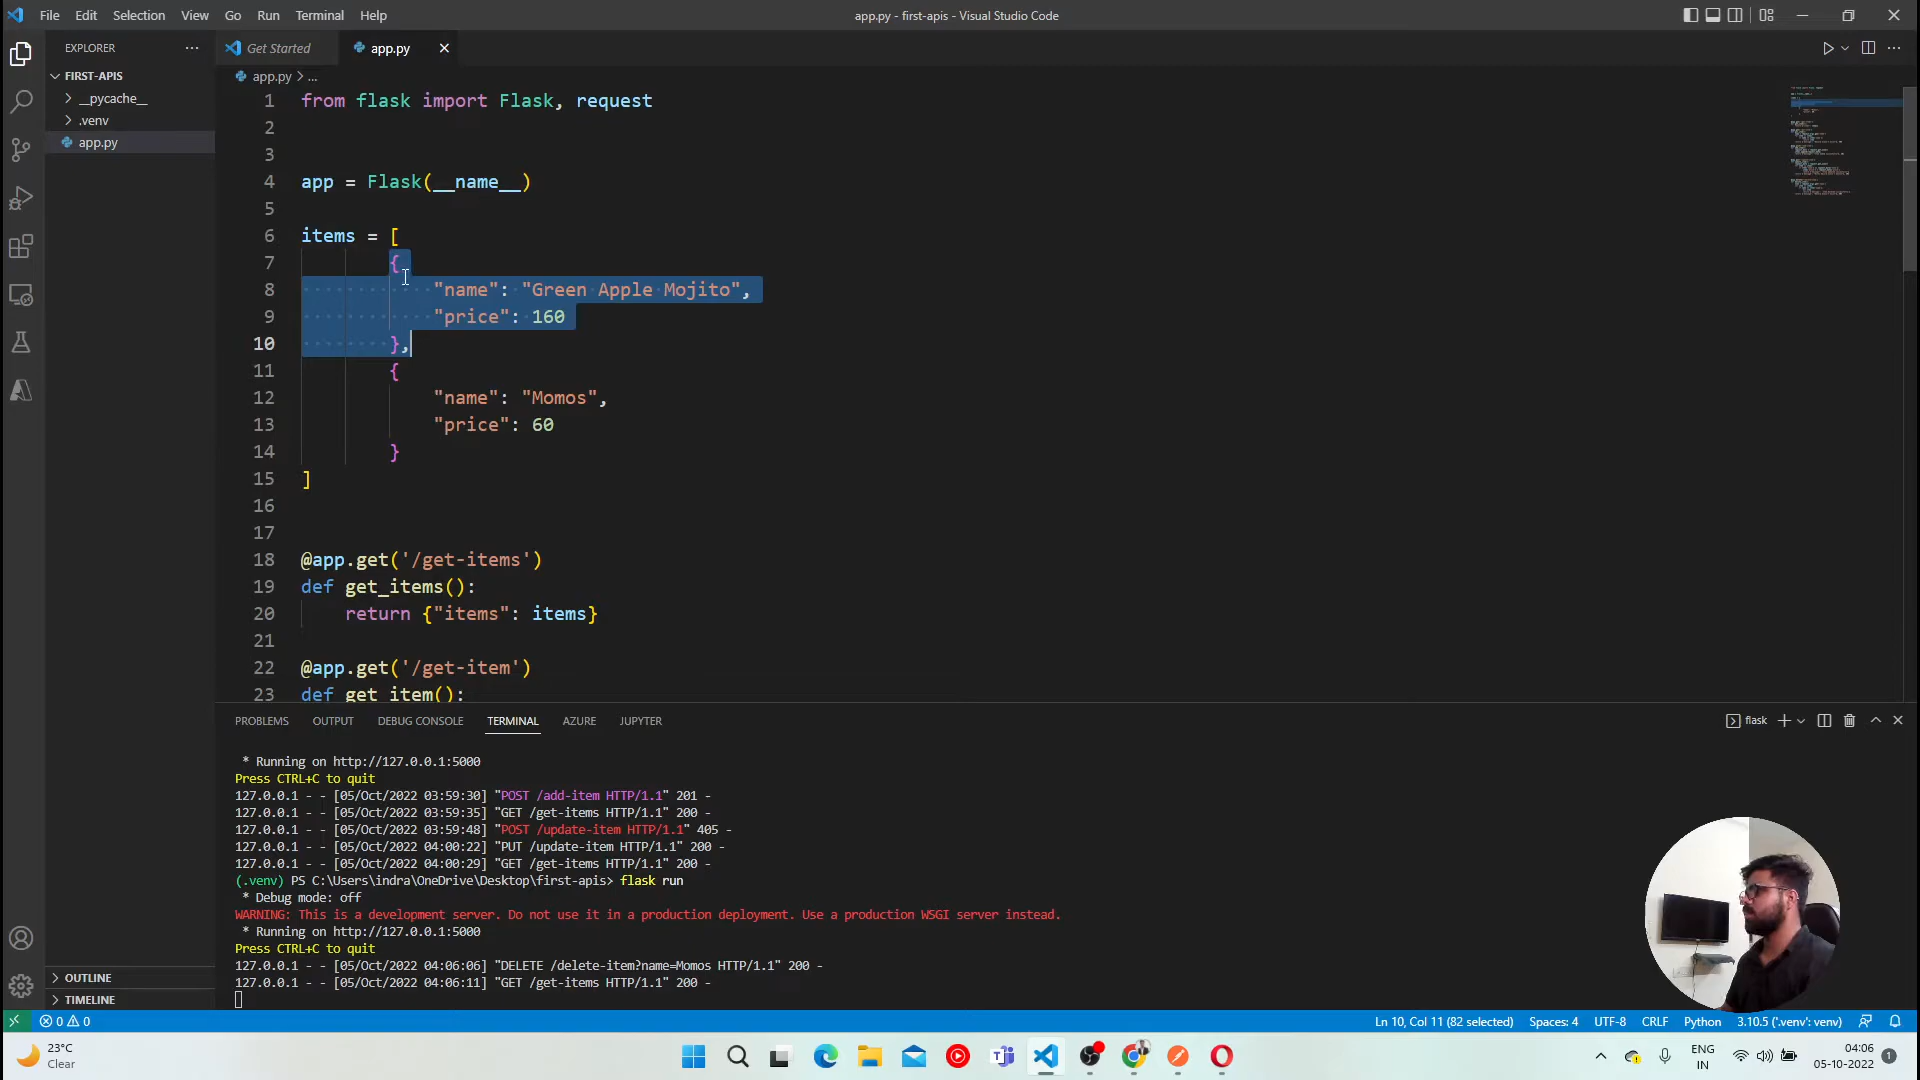 File Edit Selection View Go Run Terminal Help
app.py - first-apis - Visual Studio Code
EXPLORER
FIRST-APIS
__pycache__
.venv
app.py
OUTLINE
TIMELINE
Get Started
app.py
app.py > ...
1 from flask import Flask, request
2
3
4 app = Flask(__name__)
5
6 items = [
7 {
8 "name": "Green Apple Mojito",
9 "price": 160
10 },
11 {
12 "name": "Momos",
13 "price": 60
14 }
15 ]
16
17
18 @app.get('/get-items')
19 def get_items():
20 return {"items": items}
21
22 @app.get('/get-item')
23 def get_item():
PROBLEMS OUTPUT DEBUG CONSOLE TERMINAL AZURE JUPYTER
flask
* Running on http://127.0.0.1:5000
Press CTRL+C to quit
127.0.0.1 - - [05/Oct/2022 03:59:30] "POST /add-item HTTP/1.1" 201 -
127.0.0.1 - - [05/Oct/2022 03:59:35] "GET /get-items HTTP/1.1" 200 -
127.0.0.1 - - [05/Oct/2022 03:59:48] "POST /update-item HTTP/1.1" 405 -
127.0.0.1 - - [05/Oct/2022 04:00:22] "PUT /update-item HTTP/1.1" 200 -
127.0.0.1 - - [05/Oct/2022 04:00:29] "GET /get-items HTTP/1.1" 200 -
(.venv) PS C:\Users\indra\OneDrive\Desktop\first-apis> flask run
* Debug mode: off
WARNING: This is a development server. Do not use it in a production deployment. Use a production WSGI server instead.
* Running on http://127.0.0.1:5000
Press CTRL+C to quit
127.0.0.1 - - [05/Oct/2022 04:06:06] "DELETE /delete-item?name=Momos HTTP/1.1" 200 -
127.0.0.1 - - [05/Oct/2022 04:06:11] "GET /get-items HTTP/1.1" 200 -
0 0
Ln 10, Col 11 (82 selected) Spaces: 4 UTF-8 CRLF Python 3.10.5 ('.venv': venv)
23°C
Clear
ENG
IN
04:06
05-10-2022
1